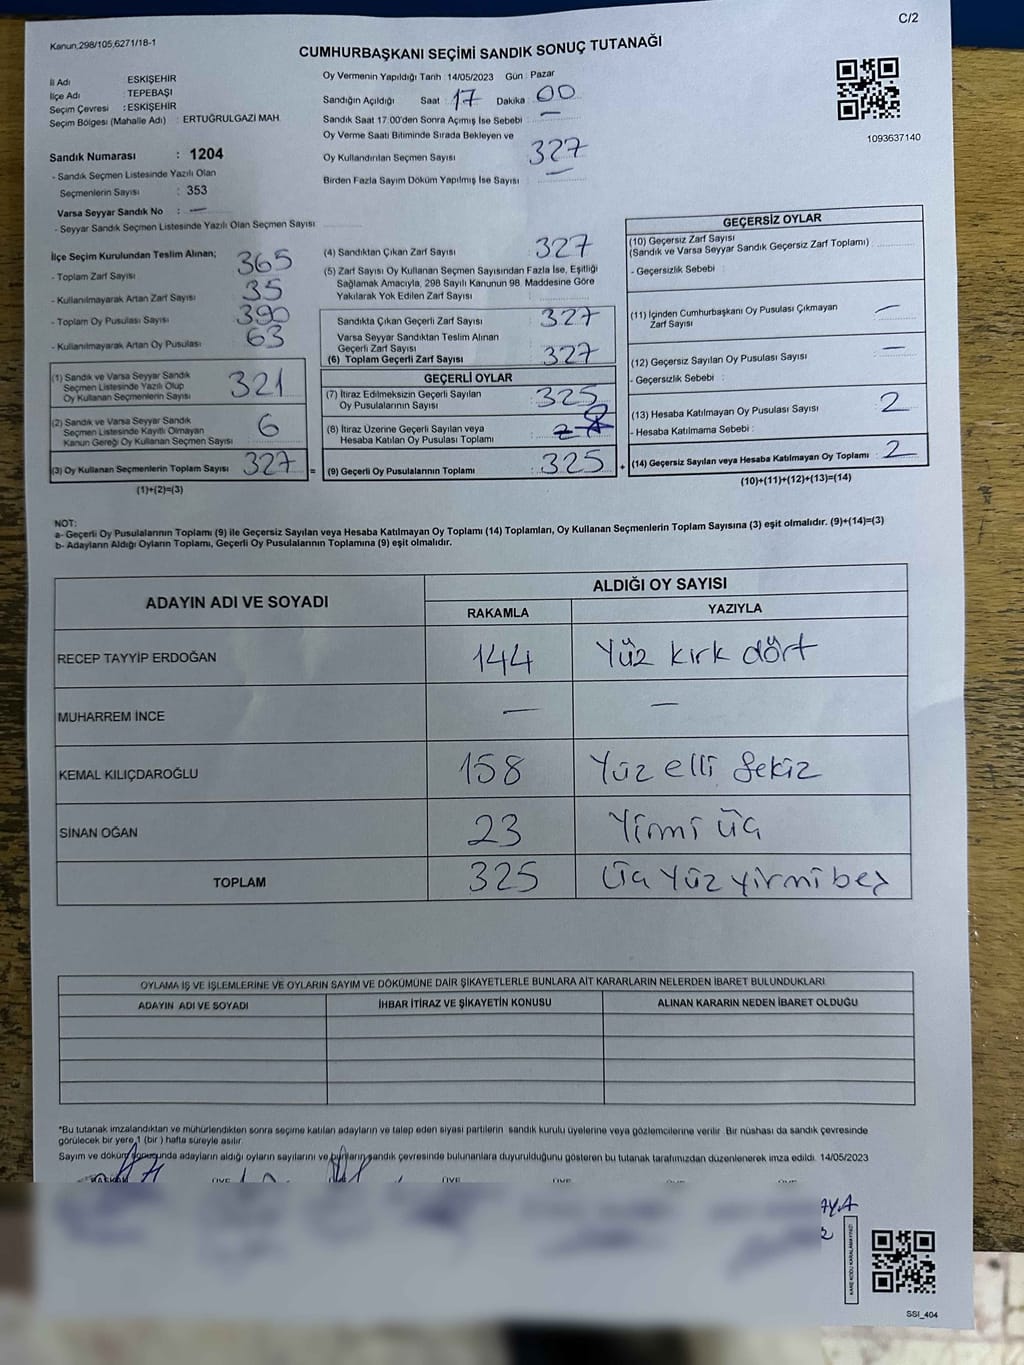 C/2
Kanun,298/105,6271/18-1
CUMHURBAŞKANI SEÇİMİ SANDIK SONUÇ TUTANAĞI
İl Adı : ESKİŞEHİR
İlçe Adı : TEPEBAŞI
Seçim Çevresi : ESKİŞEHİR
Seçim Bölgesi (Mahalle Adı) : ERTUĞRULGAZİ MAH.
Sandık Numarası : 1204
- Sandık Seçmen Listesinde Yazılı Olan
Seçmenlerin Sayısı : 353
Varsa Seyyar Sandık No : —
- Seyyar Sandık Seçmen Listesinde Yazılı Olan Seçmen Sayısı
Oy Vermenin Yapıldığı Tarih : 14/05/2023 Gün : Pazar
Sandığın Açıldığı Saat 17 Dakika 00
Sandık Saat 17:00'den Sonra Açımış İse Sebebi : —
Oy Verme Saati Bitiminde Sırada Bekleyen ve
Oy Kullandırılan Seçmen Sayısı 327
Birden Fazla Sayım Döküm Yapılmış İse Sayısı : —
1093637140
İlçe Seçim Kurulundan Teslim Alınan;
- Toplam Zarf Sayısı 365
- Kullanılmayarak Artan Zarf Sayısı 35
- Toplam Oy Pusulası Sayısı 390
- Kullanılmayarak Artan Oy Pusulası 63
(1) Sandık ve Varsa Seyyar Sandık
Seçmen Listesinde Yazılı Olup
Oy Kullanan Seçmenlerin Sayısı 321
(2) Sandık ve Varsa Seyyar Sandık
Seçmen Listesinde Kayıtlı Olmayan
Kanun Gereği Oy Kullanan Seçmen Sayısı 6
(3) Oy Kullanan Seçmenlerin Toplam Sayısı 327 =
(1)+(2)=(3)
(4) Sandıktan Çıkan Zarf Sayısı 327
(5) Zarf Sayısı Oy Kullanan Seçmen Sayısından Fazla İse, Eşitliği
Sağlamak Amacıyla, 298 Sayılı Kanunun 98. Maddesine Göre
Yakılarak Yok Edilen Zarf Sayısı
Sandıkta Çıkan Geçerli Zarf Sayısı 327
Varsa Seyyar Sandıktan Teslim Alınan
Geçerli Zarf Sayısı
(6) Toplam Geçerli Zarf Sayısı 327
GEÇERLİ OYLAR
(7) İtiraz Edilmeksizin Geçerli Sayılan
Oy Pusulalarının Sayısı 325
(8) İtiraz Üzerine Geçerli Sayılan veya
Hesaba Katılan Oy Pusulası Toplamı
(9) Geçerli Oy Pusulalarının Toplamı 325 +
GEÇERSİZ OYLAR
(10) Geçersiz Zarf Sayısı
(Sandık ve Varsa Seyyar Sandık Geçersiz Zarf Toplamı)
- Geçersizlik Sebebi :
(11) İçinden Cumhurbaşkanı Oy Pusulası Çıkmayan
Zarf Sayısı —
(12) Geçersiz Sayılan Oy Pusulası Sayısı —
- Geçersizlik Sebebi :
(13) Hesaba Katılmayan Oy Pusulası Sayısı 2
- Hesaba Katılmama Sebebi :
(14) Geçersiz Sayılan veya Hesaba Katılmayan Oy Toplamı : 2
(10)+(11)+(12)+(13)=(14)
NOT:
a- Geçerli Oy Pusulalarının Toplamı (9) ile Geçersiz Sayılan veya Hesaba Katılmayan Oy Toplamı (14) Toplamları, Oy Kullanan Seçmenlerin Toplam Sayısına (3) eşit olmalıdır. (9)+(14)=(3)
b- Adayların Aldığı Oyların Toplamı, Geçerli Oy Pusulalarının Toplamına (9) eşit olmalıdır.
ADAYIN ADI VE SOYADI ALDIĞI OY SAYISI
RAKAMLA YAZIYLA
RECEP TAYYİP ERDOĞAN 144 Yüz kırk dört
MUHARREM İNCE — —
KEMAL KILIÇDAROĞLU 158 Yüz elli sekiz
SİNAN OĞAN 23 Yirmi üç
TOPLAM 325 Üç yüz yirmi beş
OYLAMA İŞ VE İŞLEMLERİNE VE OYLARIN SAYIM VE DÖKÜMÜNE DAİR ŞİKAYETLERLE BUNLARA AİT KARARLARIN NELERDEN İBARET BULUNDUKLARI
ADAYIN ADI VE SOYADI İHBAR İTİRAZ VE ŞİKAYETİN KONUSU ALINAN KARARIN NEDEN İBARET OLDUĞU
*Bu tutanak imzalandıktan ve mühürlendikten sonra seçime katılan adayların ve talep eden siyasi partilerin sandık kurulu üyelerine veya gözlemcilerine verilir. Bir nüshası da sandık çevresinde
görülecek bir yere 1 (bir ) hafta süreyle asılır.
Sayım ve döküm sonucunda adayların aldığı oyların sayılarını ve bunların sandık çevresinde bulunanlara duyurulduğunu gösteren bu tutanak tarafımızdan düzenlenerek imza edildi. 14/05/2023
SSI_404